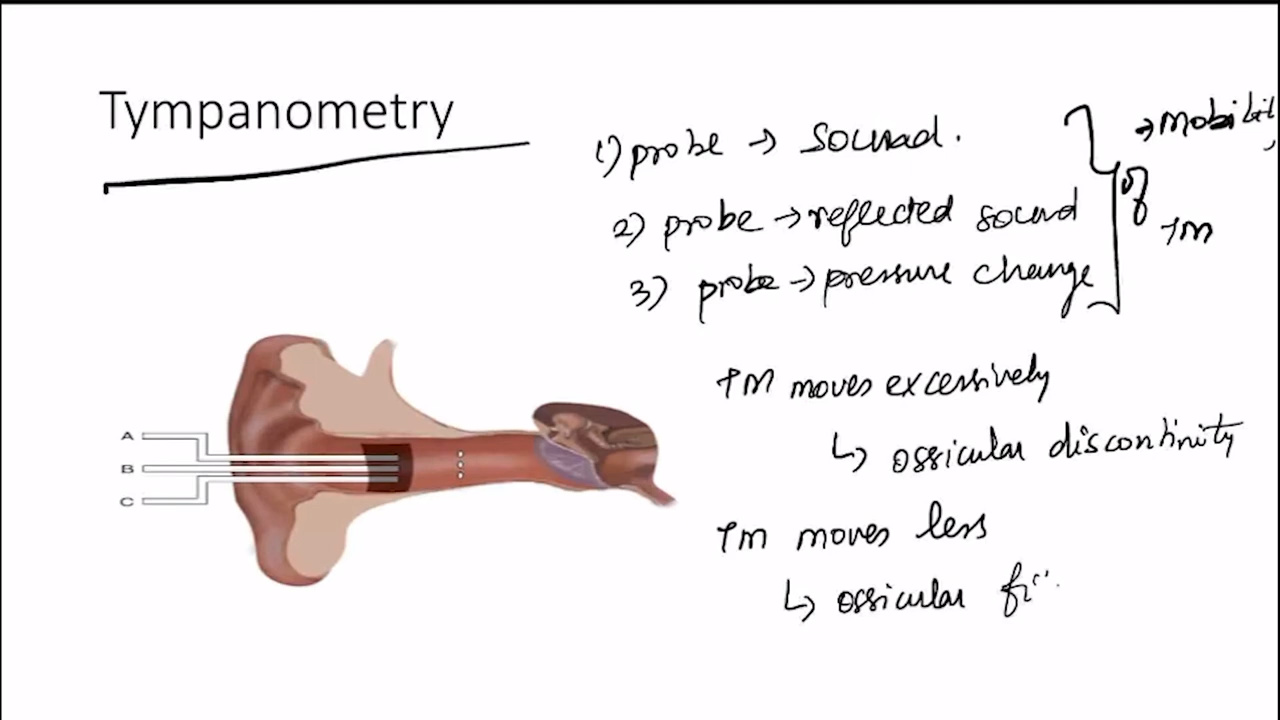 Tympanometry
1) probe → sound.
2) probe → reflected sound
3) probe → pressure change
→ mobility
of
TM
TM moves excessively
↳ ossicular discontinuity
TM moves less
↳ ossicular
A
B
C